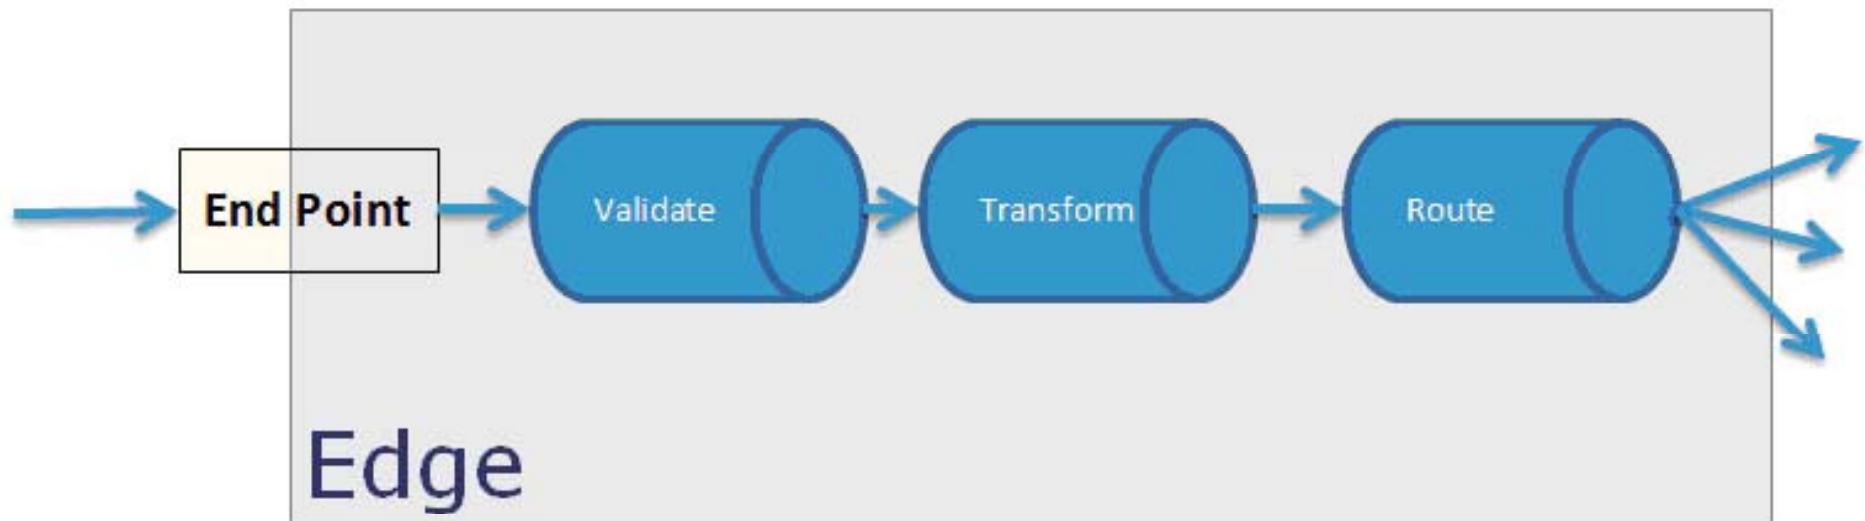 End Point
Validate
Transform
Route
Edge